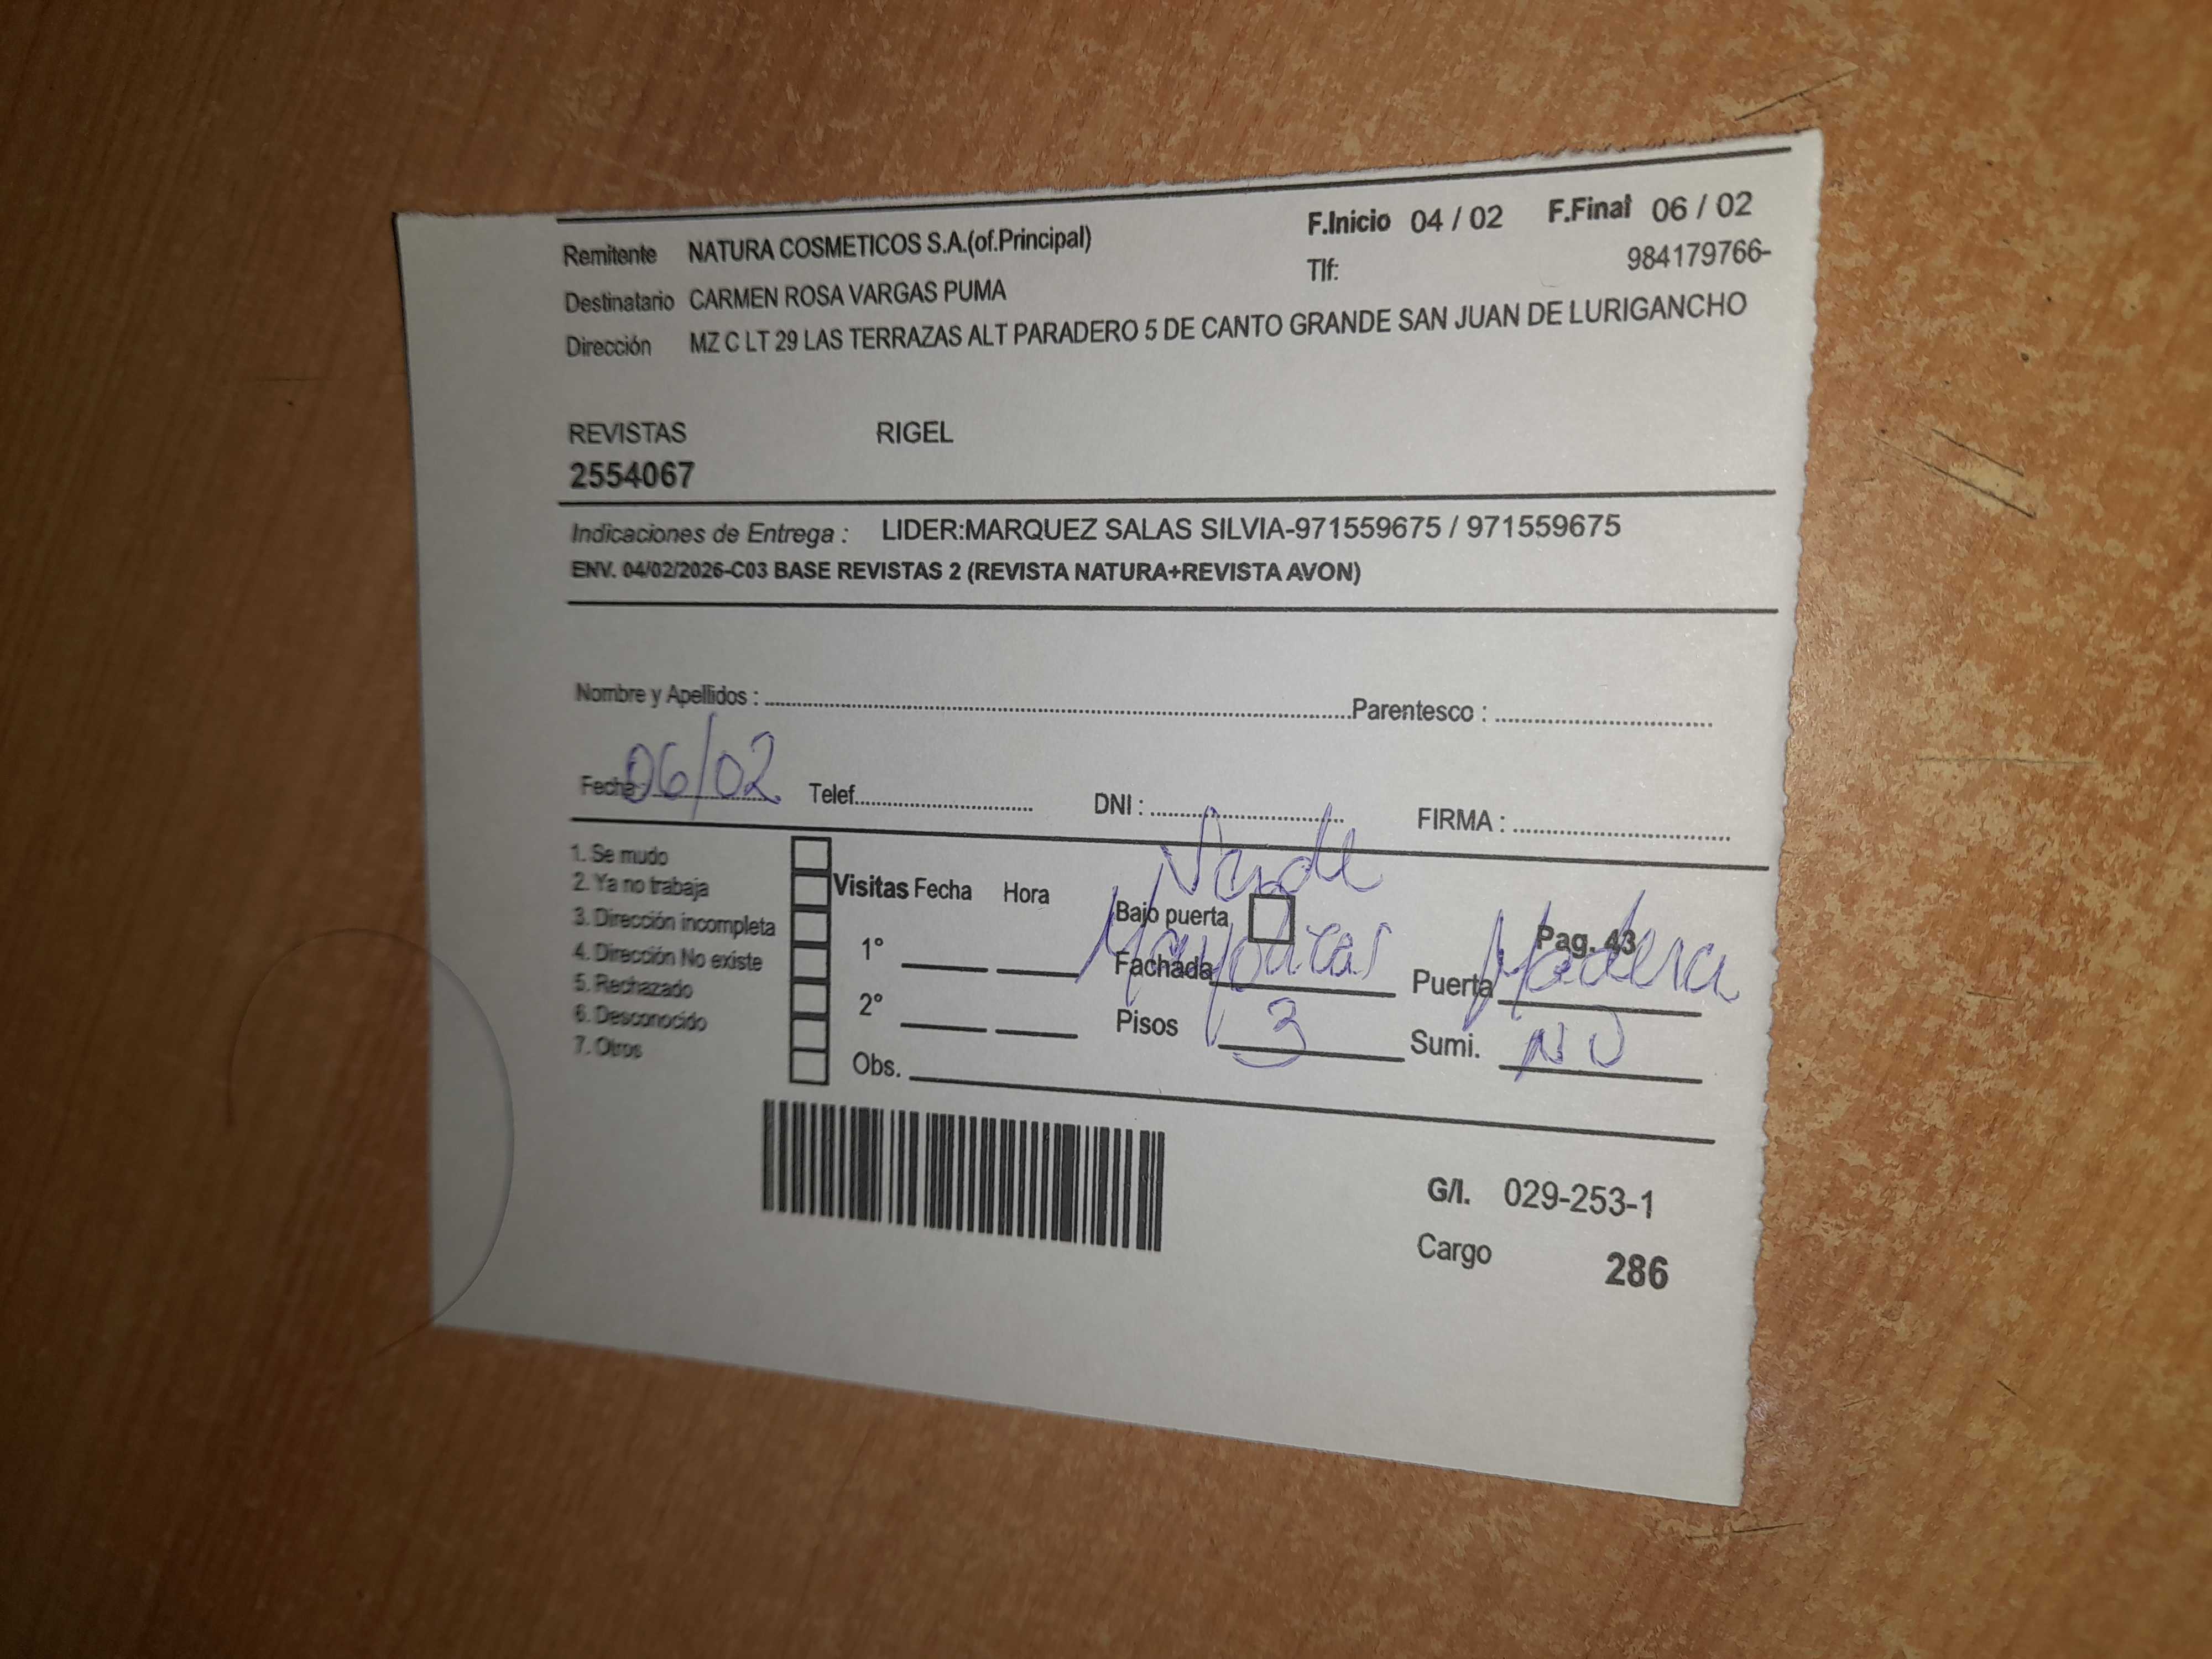 Remitente NATURA COSMETICOS S.A.(of.Principal) F.Inicio 04 / 02 F.Final 06 / 02
Tlf: 984179766-
Destinatario CARMEN ROSA VARGAS PUMA
Dirección MZ C LT 29 LAS TERRAZAS ALT PARADERO 5 DE CANTO GRANDE SAN JUAN DE LURIGANCHO
REVISTAS RIGEL
2554067
Indicaciones de Entrega : LIDER:MARQUEZ SALAS SILVIA-971559675 / 971559675
ENV. 04/02/2026-C03 BASE REVISTAS 2 (REVISTA NATURA+REVISTA AVON)
Nombre y Apellidos : Parentesco :
Fecha: 06/02 Telef. DNI : FIRMA :
1. Se mudo
2. Ya no trabaja
3. Dirección incompleta
4. Dirección No existe
5. Rechazado
6. Desconocido
7. Otros
Visitas Fecha Hora
1°
2°
Obs.
Verde
Bajo puerta Pag. 43
Fachada Mayolicas Puerta Madera
Pisos 3 Sumi. NO
G/I. 029-253-1
Cargo 286